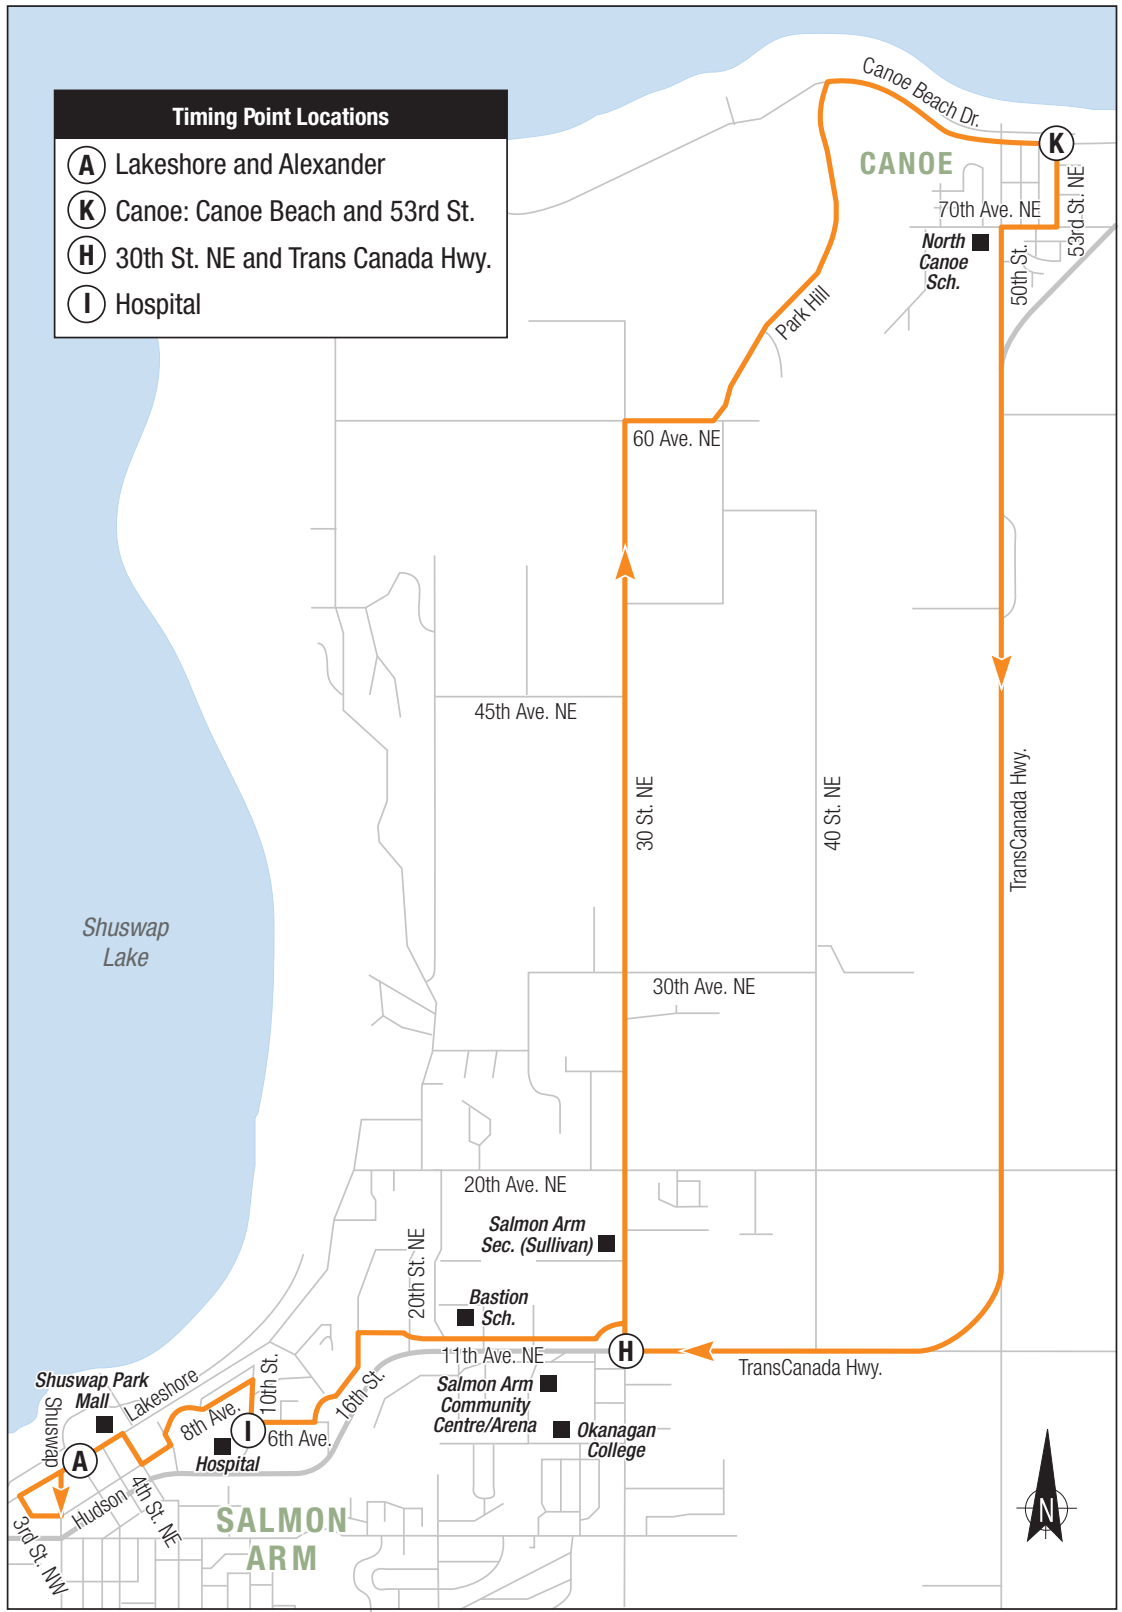 Timing Point Locations
A Lakeshore and Alexander
K Canoe: Canoe Beach and 53rd St.
H 30th St. NE and Trans Canada Hwy.
I Hospital
Canoe Beach Dr.
K
CANOE
53rd St. NE
70th Ave. NE
North
Canoe
Sch.
50th St.
Park Hill
60 Ave. NE
45th Ave. NE
30 St. NE
40 St. NE
TransCanada Hwy.
Shuswap
Lake
30th Ave. NE
20th Ave. NE
Salmon Arm
Sec. (Sullivan)
20th St. NE
Bastion
Sch.
H
11th Ave. NE
TransCanada Hwy.
Salmon Arm
Community
Centre/Arena
Okanagan
College
16th St.
10th St.
Shuswap Park
Mall
Lakeshore
Shuswap
8th Ave.
I
6th Ave.
Hospital
A
Hudson
4th St. NE
3rd St. NW
SALMON
ARM
N